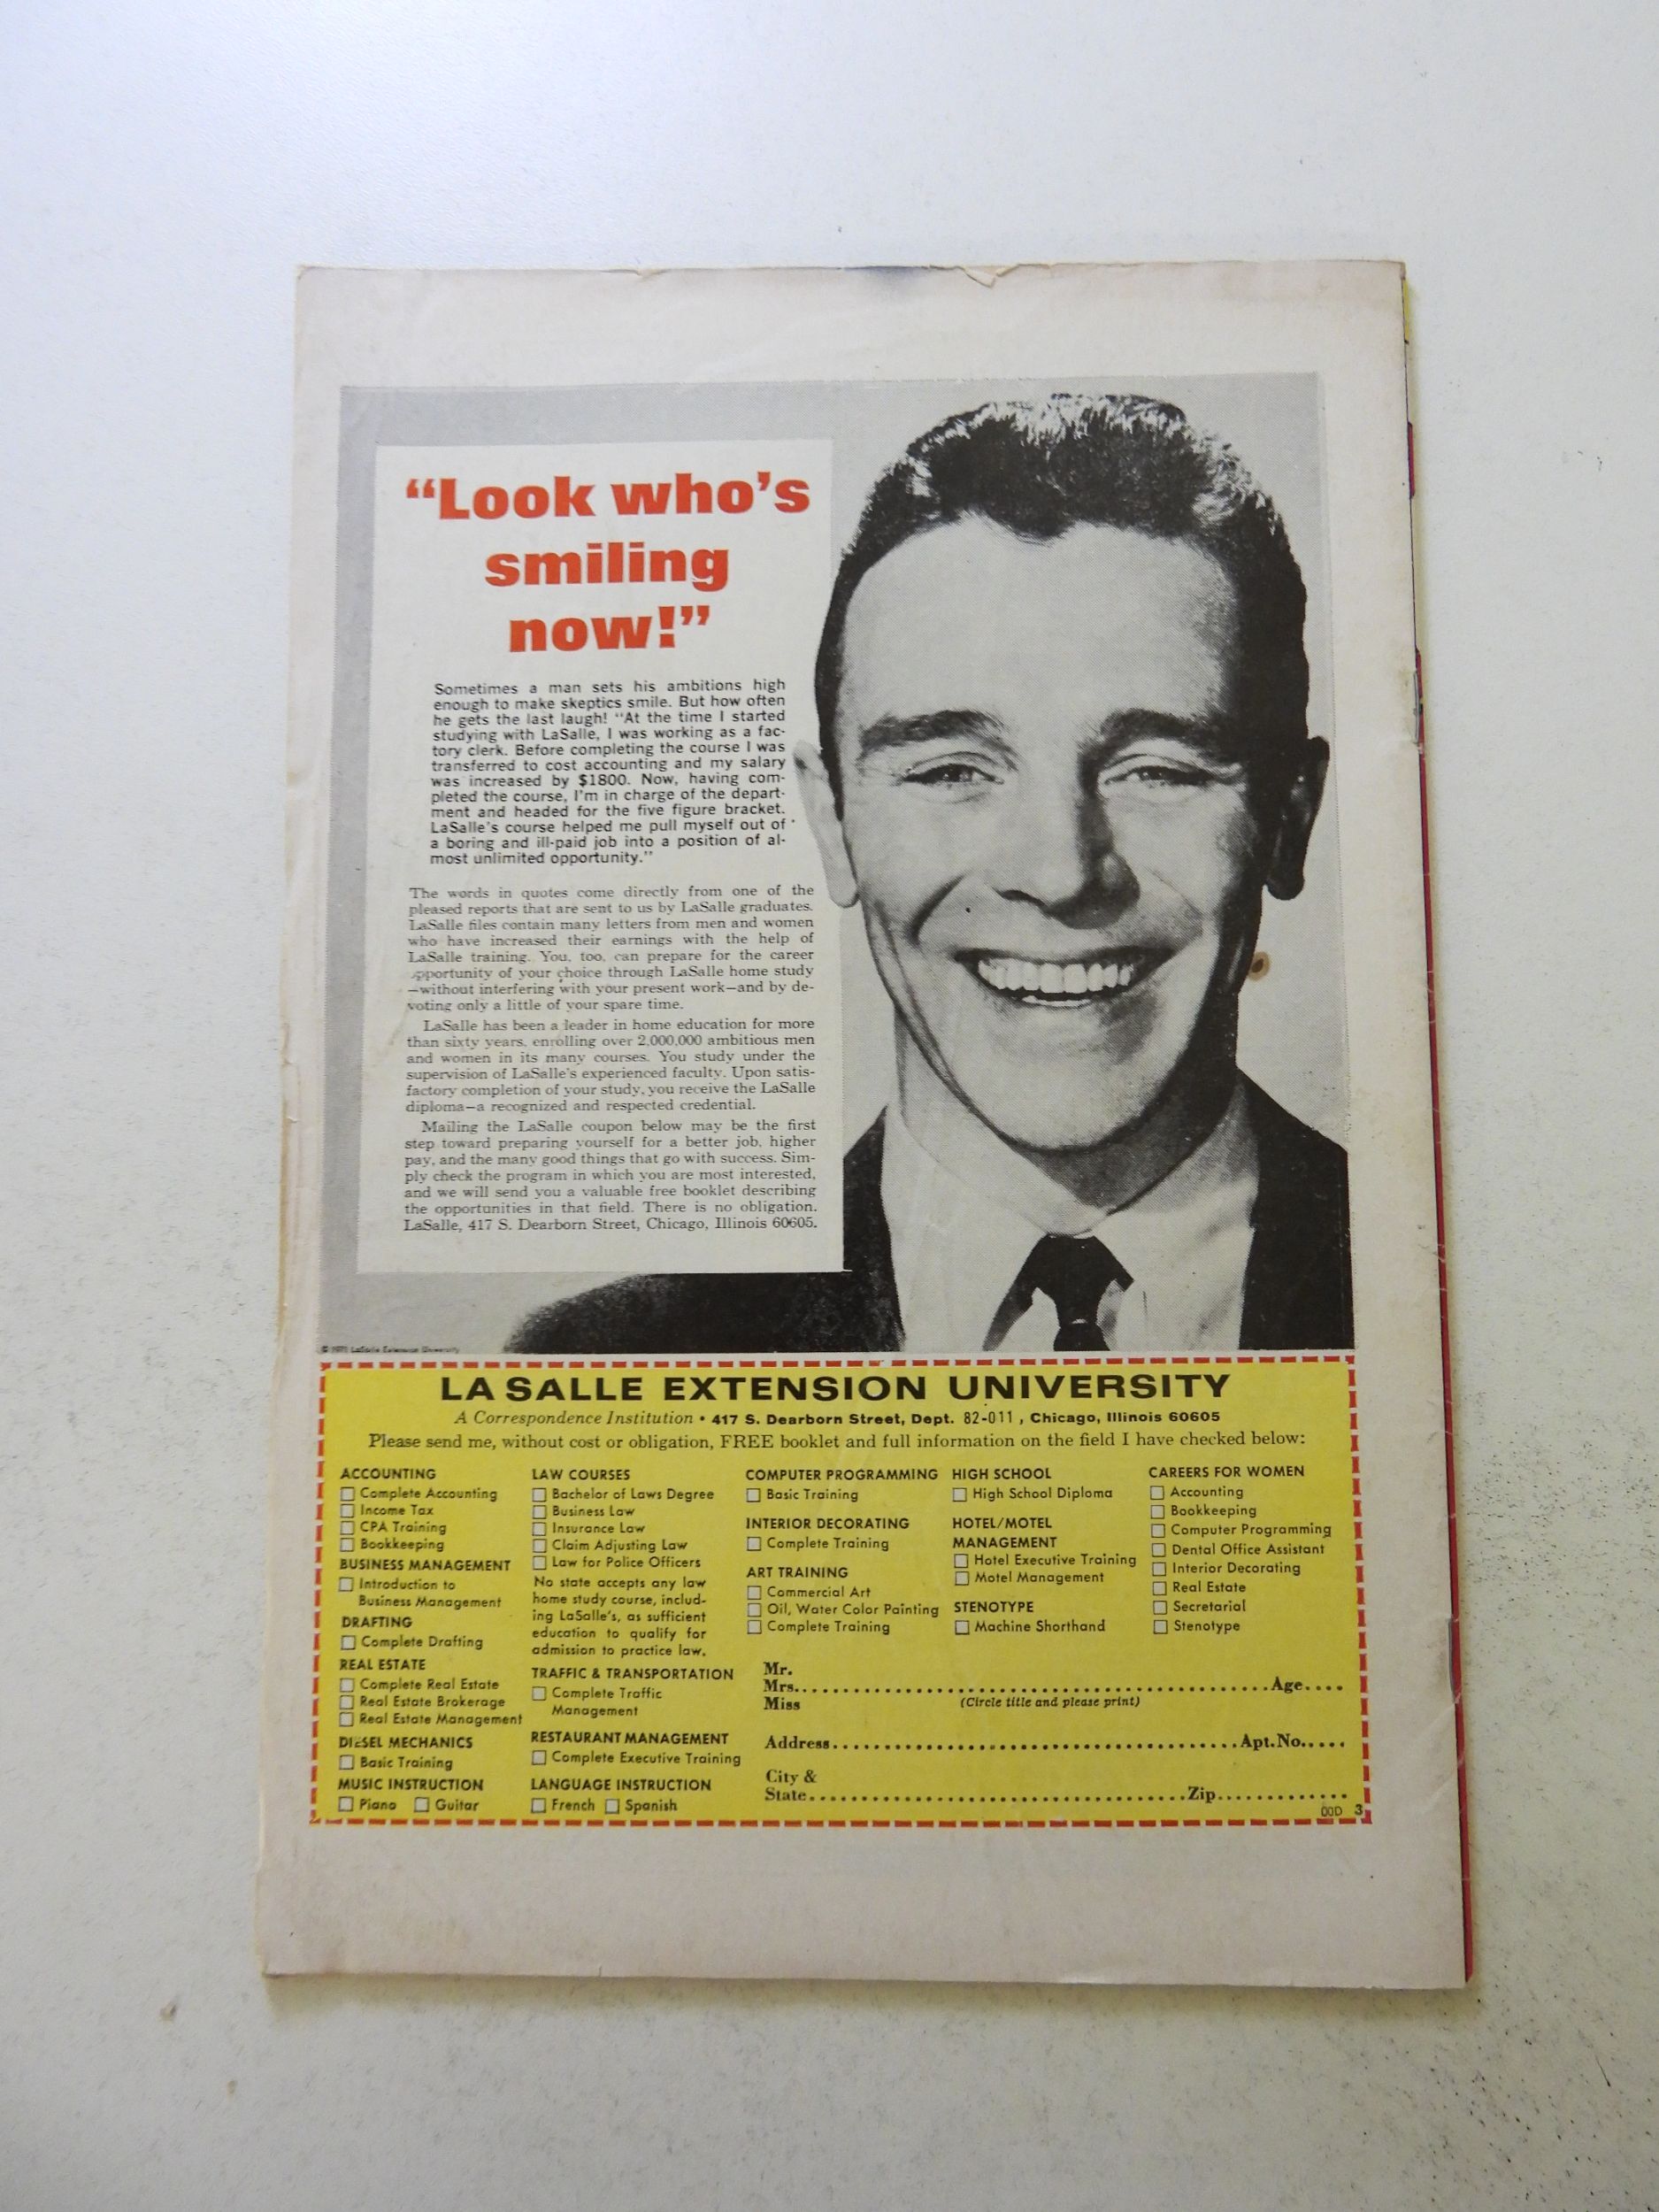 “Look who’s
smiling
now!”
Sometimes a man sets his ambitions high
enough to make skeptics smile. But how often
he gets the last laugh! “At the time I started
studying with LaSalle, I was working as a fac-
tory clerk. Before completing the course I was
transferred to cost accounting and my salary
was increased by $1800. Now, having com-
pleted the course, I'm in charge of the depart-
ment and headed for the five figure bracket.
LaSalle's course helped me pull myself out of
a boring and ill-paid job into a position of al-
most unlimited opportunity.”
The words in quotes come directly from one of the
pleased reports that are sent to us by LaSalle graduates.
LaSalle files contain many letters from men and women
who have increased their earnings with the help of
LaSalle training. You, too, can prepare for the career
opportunity of your choice through LaSalle home study
—without interfering with your present work—and by de-
voting only a little of your spare time.
LaSalle has been a leader in home education for more
than sixty years, enrolling over 2,000,000 ambitious men
and women in its many courses. You study under the
supervision of LaSalle's experienced faculty. Upon satis-
factory completion of your study, you receive the LaSalle
diploma—a recognized and respected credential.
Mailing the LaSalle coupon below may be the first
step toward preparing yourself for a better job, higher
pay, and the many good things that go with success. Sim-
ply check the program in which you are most interested,
and we will send you a valuable free booklet describing
the opportunities in that field. There is no obligation.
LaSalle, 417 S. Dearborn Street, Chicago, Illinois 60605.
© 1971 LaSalle Extension University
LA SALLE EXTENSION UNIVERSITY
A Correspondence Institution • 417 S. Dearborn Street, Dept. 82-011, Chicago, Illinois 60605
Please send me, without cost or obligation, FREE booklet and full information on the field I have checked below:
ACCOUNTING
Complete Accounting
Income Tax
CPA Training
Bookkeeping
BUSINESS MANAGEMENT
Introduction to
Business Management
DRAFTING
Complete Drafting
REAL ESTATE
Complete Real Estate
Real Estate Brokerage
Real Estate Management
DIESEL MECHANICS
Basic Training
MUSIC INSTRUCTION
Piano Guitar
LAW COURSES
Bachelor of Laws Degree
Business Law
Insurance Law
Claim Adjusting Law
Law for Police Officers
No state accepts any law
home study course, includ-
ing LaSalle's, as sufficient
education to qualify for
admission to practice law.
TRAFFIC & TRANSPORTATION
Complete Traffic
Management
RESTAURANT MANAGEMENT
Complete Executive Training
LANGUAGE INSTRUCTION
French Spanish
COMPUTER PROGRAMMING
Basic Training
INTERIOR DECORATING
Complete Training
ART TRAINING
Commercial Art
Oil, Water Color Painting
Complete Training
HIGH SCHOOL
High School Diploma
HOTEL/MOTEL
MANAGEMENT
Hotel Executive Training
Motel Management
STENOTYPE
Machine Shorthand
CAREERS FOR WOMEN
Accounting
Bookkeeping
Computer Programming
Dental Office Assistant
Interior Decorating
Real Estate
Secretarial
Stenotype
Mr.
Mrs. Age
Miss (Circle title and please print)
Address Apt.No.
City &
State Zip
00D 3